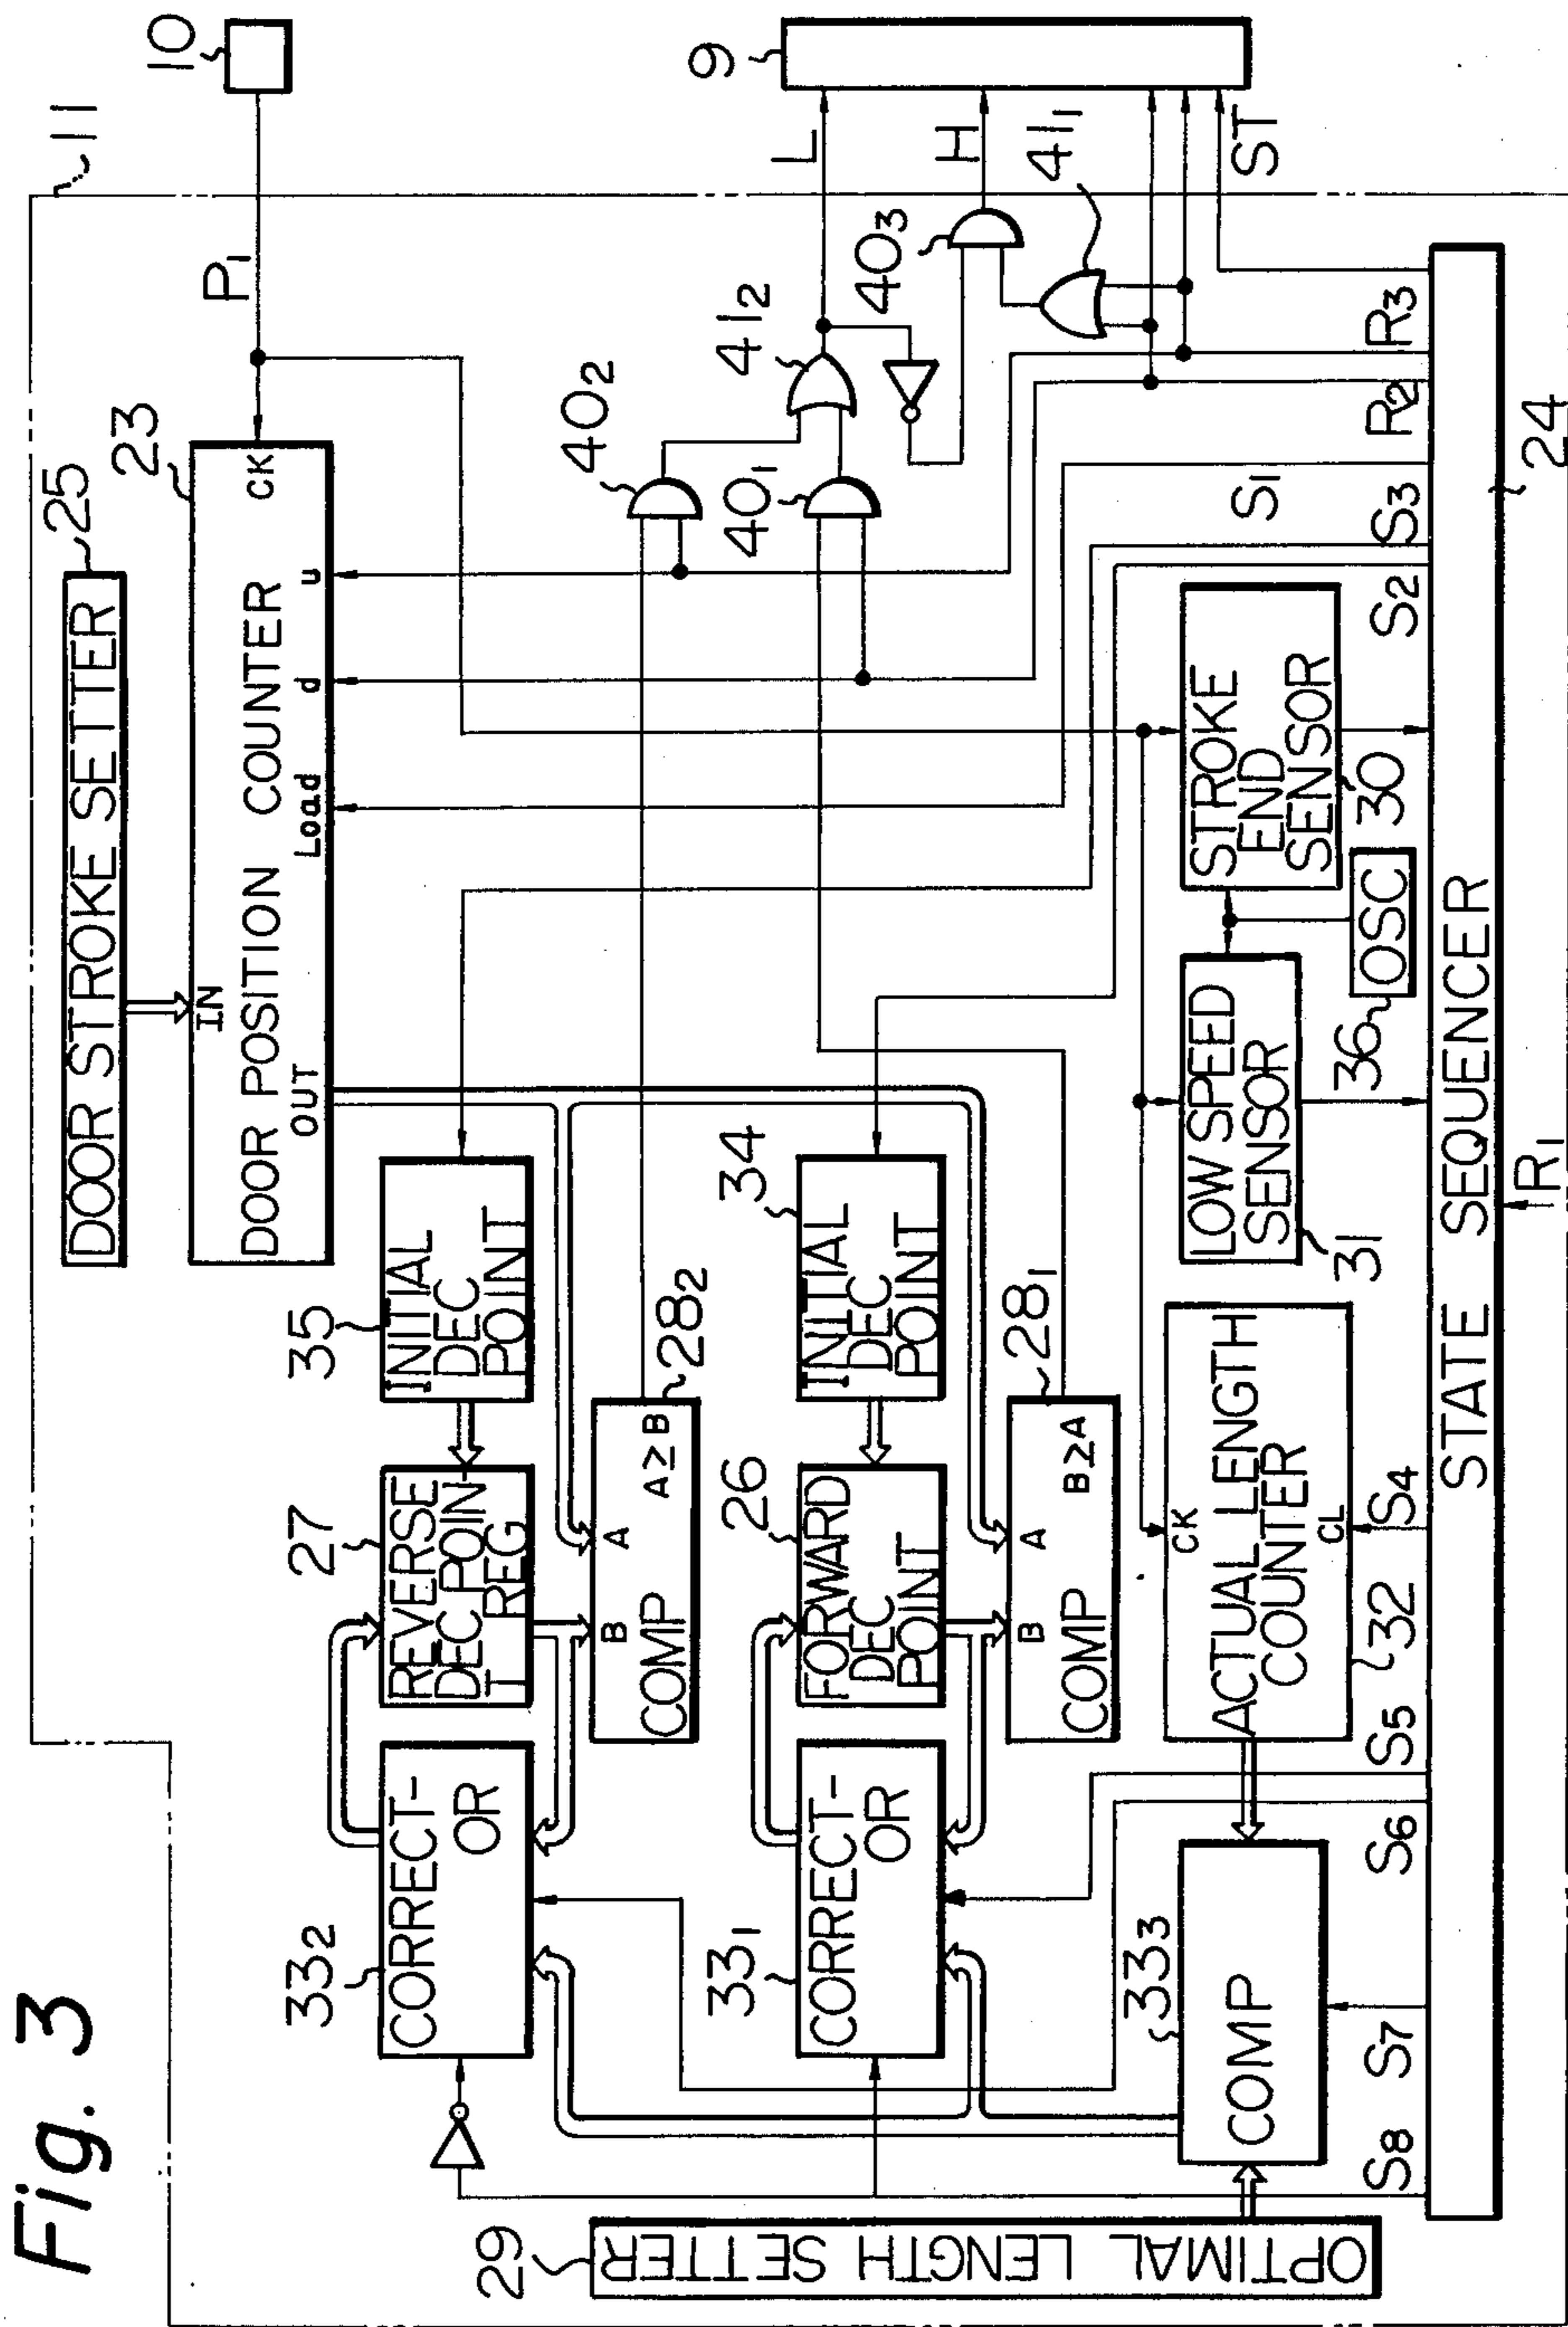 Fig. 3
11
10
P1
25
DOOR STROKE SETTER
23
IN
CK
DOOR POSITION COUNTER
OUT
Load
d
u
9
L
H
ST
35
INITIAL
DEC
POINT
27
REVERSE
DEC POIN-
T REG
332
CORRECT-
OR
B
A
A≥B
COMP
282
402
401
412
403
411
34
INITIAL
DEC
POINT
26
FORWARD
DEC
POINT
331
CORRECT-
OR
B
A
B≥A
COMP
281
29
OPTIMAL LENGTH SETTER
333
COMP
CK
ACTUAL LENGTH
COUNTER
CL
32
LOW SPEED
SENSOR
31
36
OSC
STROKE
END
SENSOR
30
S8
S7
S6
S5
S4
S2
S3
S1
R2
R3
STATE SEQUENCER
24
R1